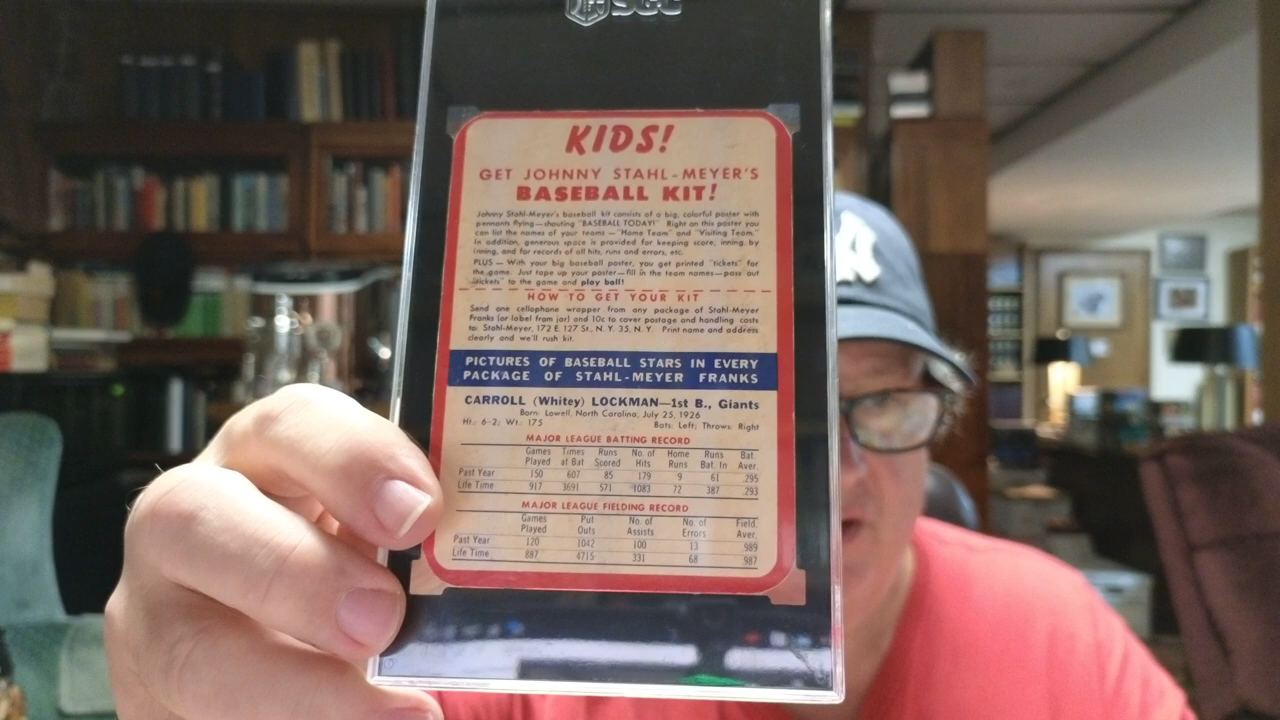 SGC
KIDS!
GET JOHNNY STAHL-MEYER'S
BASEBALL KIT!
Johnny Stahl-Meyer's baseball kit consists of a big, colorful poster with
pennants flying—shouting "BASEBALL TODAY!" Right on this poster you
can list the names of your teams—"Home Team" and "Visiting Team."
In addition, generous space is provided for keeping score, inning by
inning, and for records of all hits, runs and errors, etc.
PLUS—With your big baseball poster, you get printed "tickets" for
the game. Just tape up your poster—fill in the team names—pass out
"tickets" to the game and play ball!
HOW TO GET YOUR KIT
Send one cellophane wrapper from any package of Stahl-Meyer
Franks (or label from jar) and 10c to cover postage and handling costs
to: Stahl-Meyer, 172 E. 127 St., N. Y. 35, N. Y. Print name and address
clearly and we'll rush kit.
PICTURES OF BASEBALL STARS IN EVERY
PACKAGE OF STAHL-MEYER FRANKS
CARROLL (Whitey) LOCKMAN—1st B., Giants
Born: Lowell, North Carolina, July 25, 1926
Ht.: 6-2; Wt.: 175 Bats: Left; Throws: Right
MAJOR LEAGUE BATTING RECORD
Games Times Runs No. of Home Runs Bat.
Played at Bat Scored Hits Runs Bat. In Aver.
Past Year 150 607 85 179 9 61 .295
Life Time 917 3691 571 1083 72 387 .293
MAJOR LEAGUE FIELDING RECORD
Games Put No. of No. of Field.
Played Outs Assists Errors Aver.
Past Year 120 1042 100 13 .989
Life Time 887 4715 331 68 .987